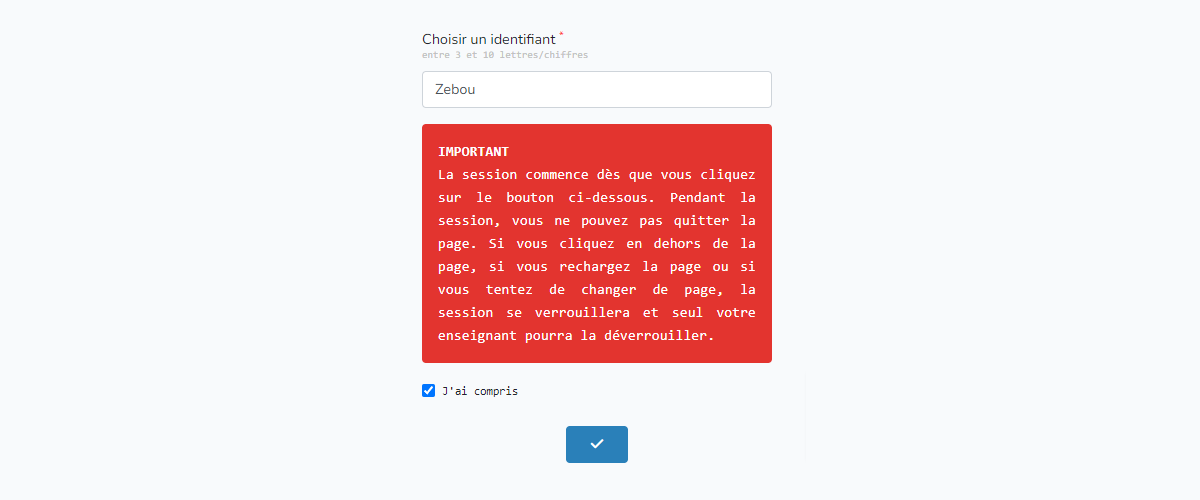 Choisir un identifiant *
entre 3 et 10 lettres/chiffres
Zebou
IMPORTANT
La session commence dès que vous cliquez
sur le bouton ci-dessous. Pendant la
session, vous ne pouvez pas quitter la
page. Si vous cliquez en dehors de la
page, si vous rechargez la page ou si
vous tentez de changer de page, la
session se verrouillera et seul votre
enseignant pourra la déverrouiller.
J'ai compris